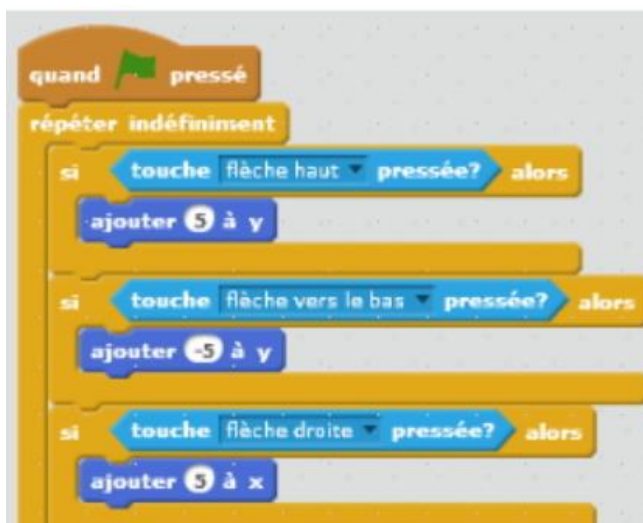 quand pressé
répéter indéfiniment
si touche flèche haut pressée? alors
ajouter 5 à y
si touche flèche vers le bas pressée? alors
ajouter -5 à y
si touche flèche droite pressée? alors
ajouter 5 à x